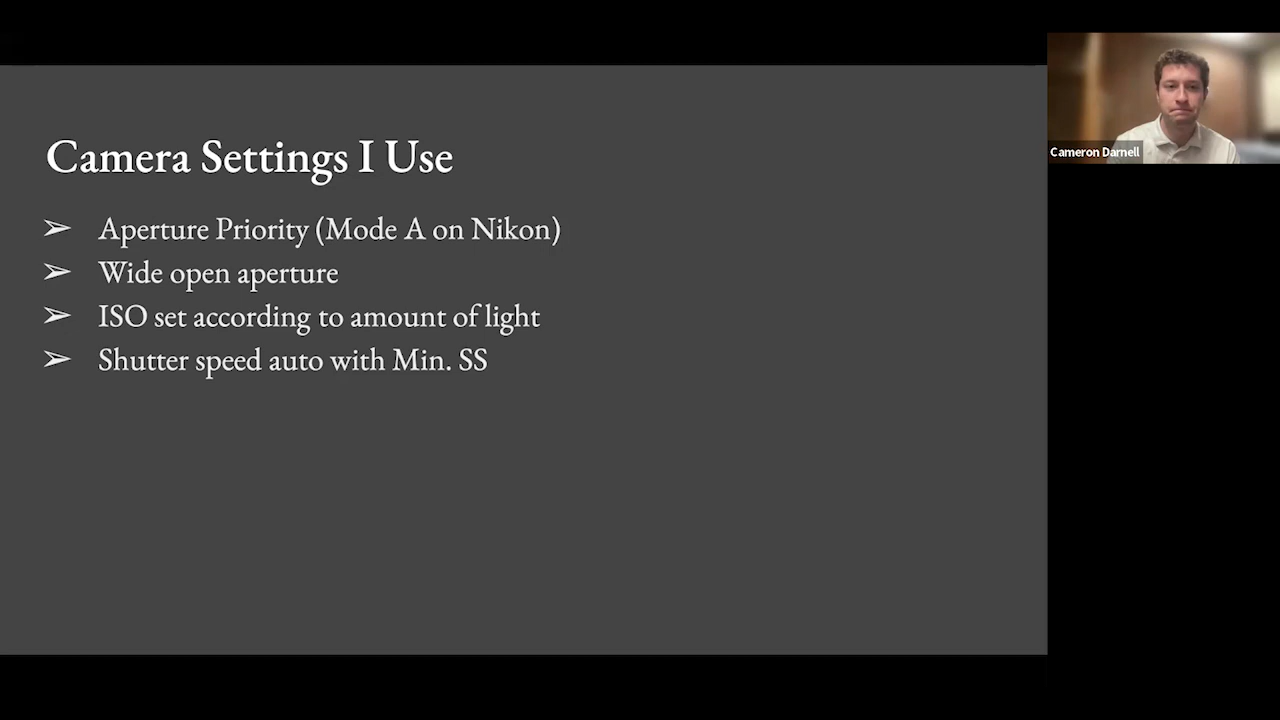 Camera Settings I Use
➢ Aperture Priority (Mode A on Nikon)
➢ Wide open aperture
➢ ISO set according to amount of light
➢ Shutter speed auto with Min. SS
Cameron Darnell